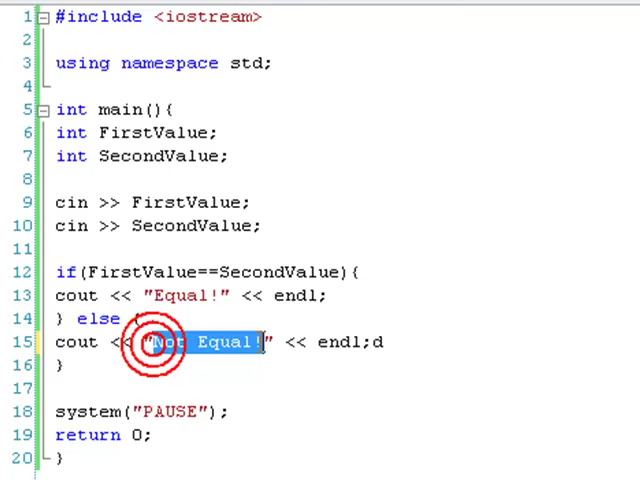 1 #include <iostream>
2
3 using namespace std;
4
5 int main(){
6 int FirstValue;
7 int SecondValue;
8
9 cin >> FirstValue;
10 cin >> SecondValue;
11
12 if(FirstValue==SecondValue){
13 cout << "Equal!" << endl;
14 } else {
15 cout << "Not Equal!" << endl;d
16 }
17
18 system("PAUSE");
19 return 0;
20 }